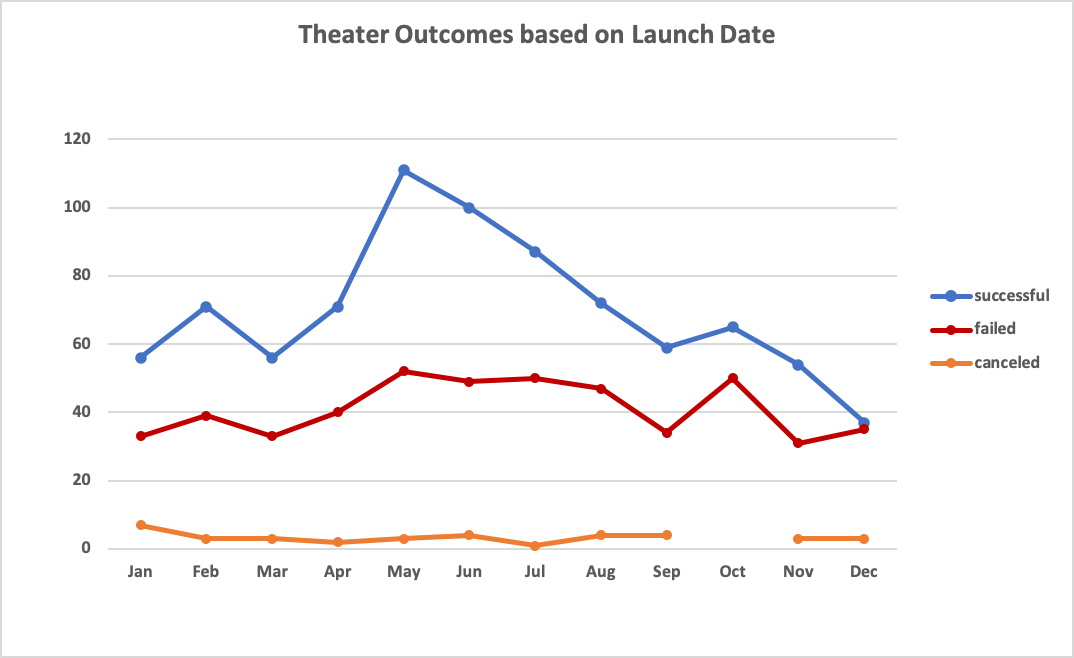 Theater Outcomes based on Launch Date
120
100
80
60
40
20
0
Jan Feb Mar Apr May Jun Jul Aug Sep Oct Nov Dec
successful
failed
canceled